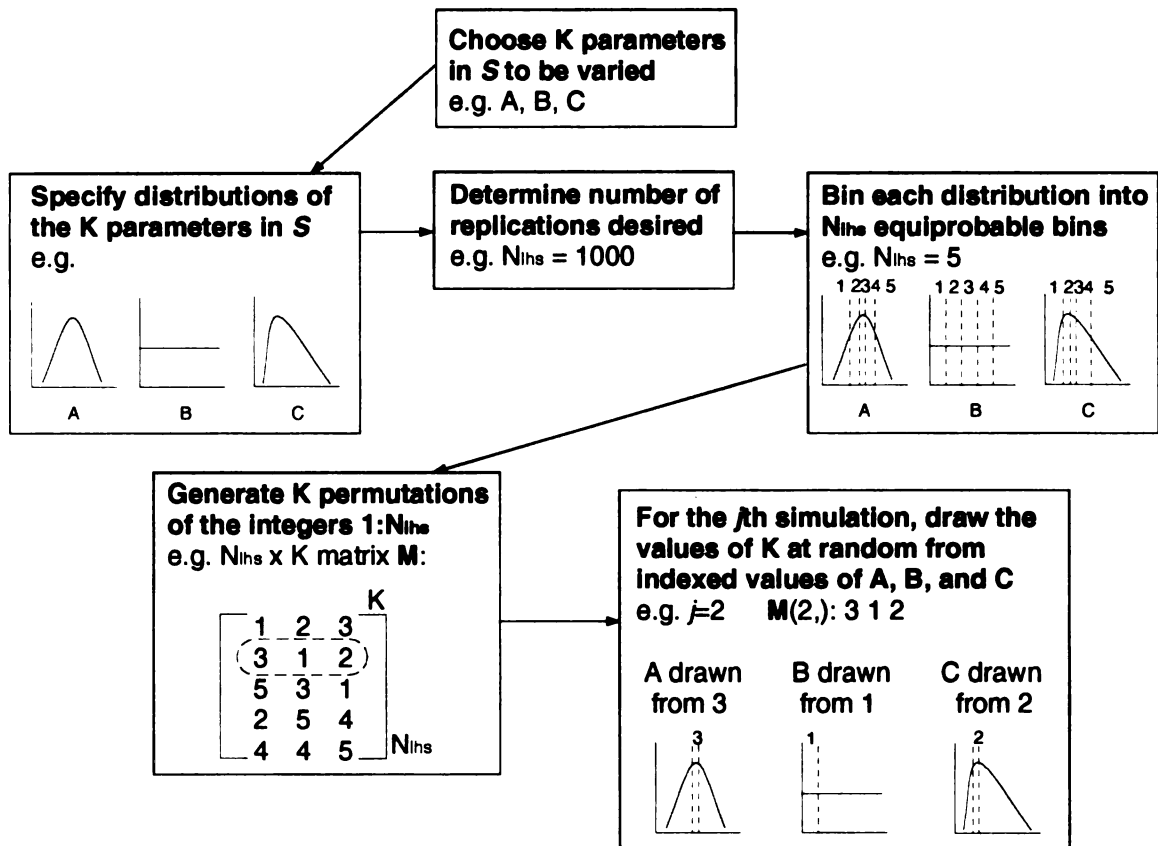 Choose K parameters
in S to be varied
e.g. A, B, C
Specify distributions of
the K parameters in S
e.g.
A B C
Determine number of
replications desired
e.g. Nlhs = 1000
Bin each distribution into
Nlhs equiprobable bins
e.g. Nlhs = 5
1 2 3 4 5 1 2 3 4 5 1 2 3 4 5
A B C
Generate K permutations
of the integers 1:Nlhs
e.g. Nlhs x K matrix M:
K
1 2 3
3 1 2
5 3 1
2 5 4
4 4 5
Nlhs
For the jth simulation, draw the
values of K at random from
indexed values of A, B, and C
e.g. j=2 M(2,): 3 1 2
A drawn
from 3
B drawn
from 1
C drawn
from 2
3 1 2